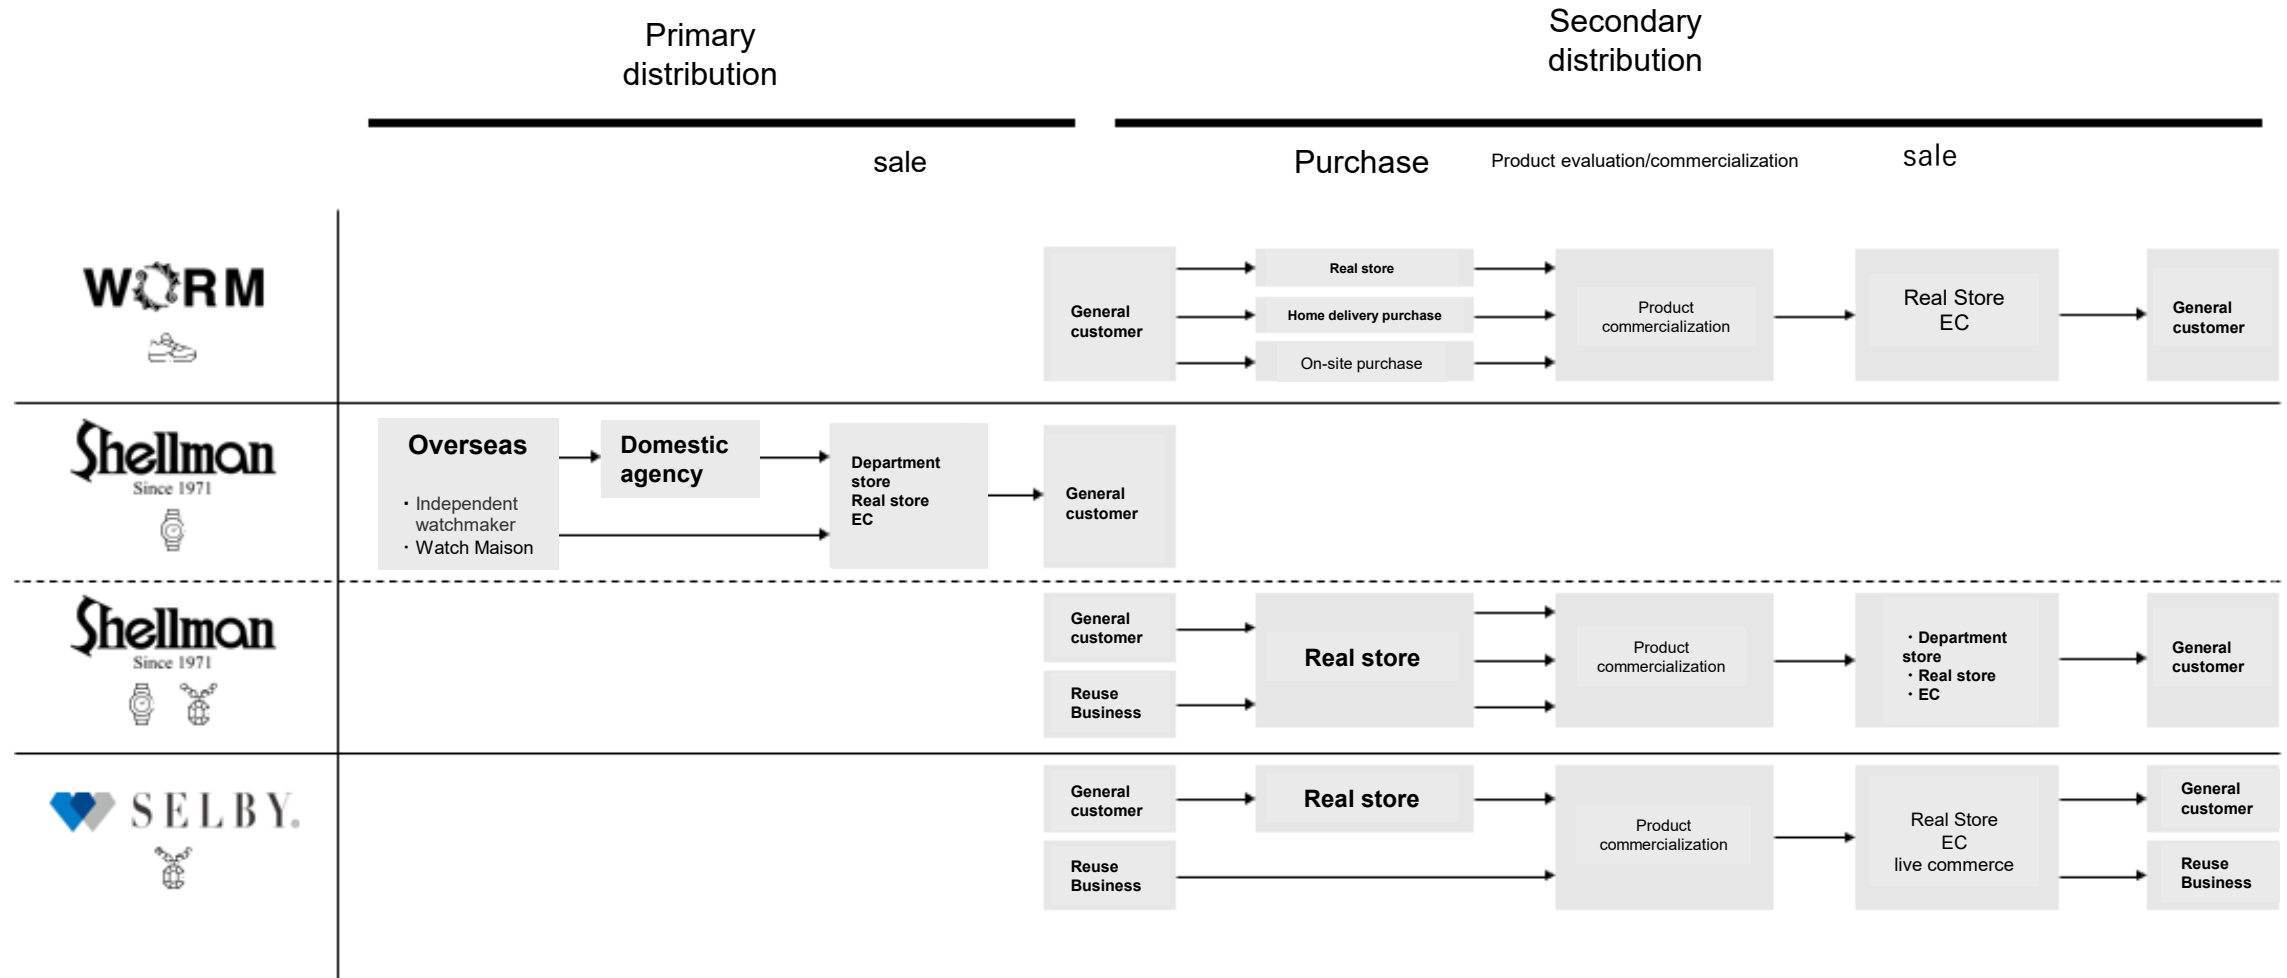 Primary
distribution
Secondary
distribution
sale
Purchase
Product evaluation/commercialization
sale
WORM
General
customer
Real store
Home delivery purchase
On-site purchase
Product
commercialization
Real Store
EC
General
customer
Shellman
Since 1971
Overseas
・Independent
watchmaker
・Watch Maison
Domestic
agency
Department
store
Real store
EC
General
customer
Shellman
Since 1971
General
customer
Reuse
Business
Real store
Product
commercialization
・Department
store
・Real store
・EC
General
customer
SELBY.
General
customer
Reuse
Business
Real store
Product
commercialization
Real Store
EC
live commerce
General
customer
Reuse
Business